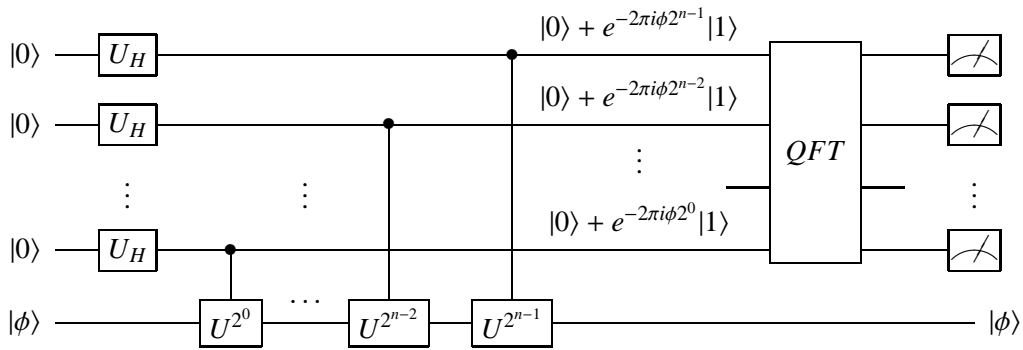 |0⟩ U_H |0⟩ + e^{-2πiϕ2^{n-1}}|1⟩
|0⟩ U_H |0⟩ + e^{-2πiϕ2^{n-2}}|1⟩
⋮ ⋮ ⋮ QFT ⋮
|0⟩ U_H |0⟩ + e^{-2πiϕ2^0}|1⟩
|ϕ⟩ U^{2^0} ⋯ U^{2^{n-2}} U^{2^{n-1}} |ϕ⟩